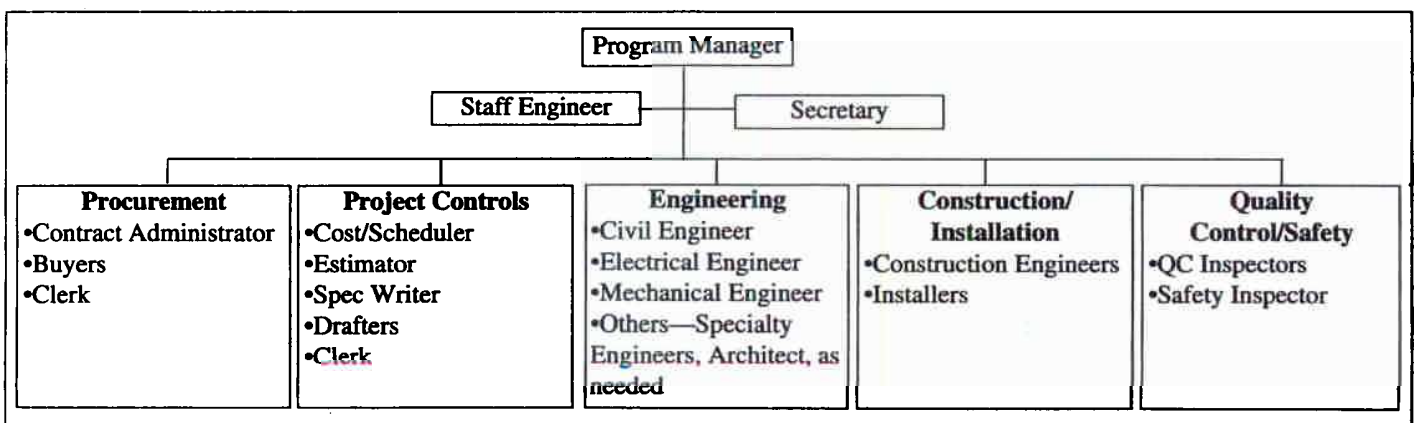 Program Manager
Staff Engineer
Secretary
Procurement
•Contract Administrator
•Buyers
•Clerk
Project Controls
•Cost/Scheduler
•Estimator
•Spec Writer
•Drafters
•Clerk
Engineering
•Civil Engineer
•Electrical Engineer
•Mechanical Engineer
•Others—Specialty
Engineers, Architect, as
needed
Construction/
Installation
•Construction Engineers
•Installers
Quality
Control/Safety
•QC Inspectors
•Safety Inspector